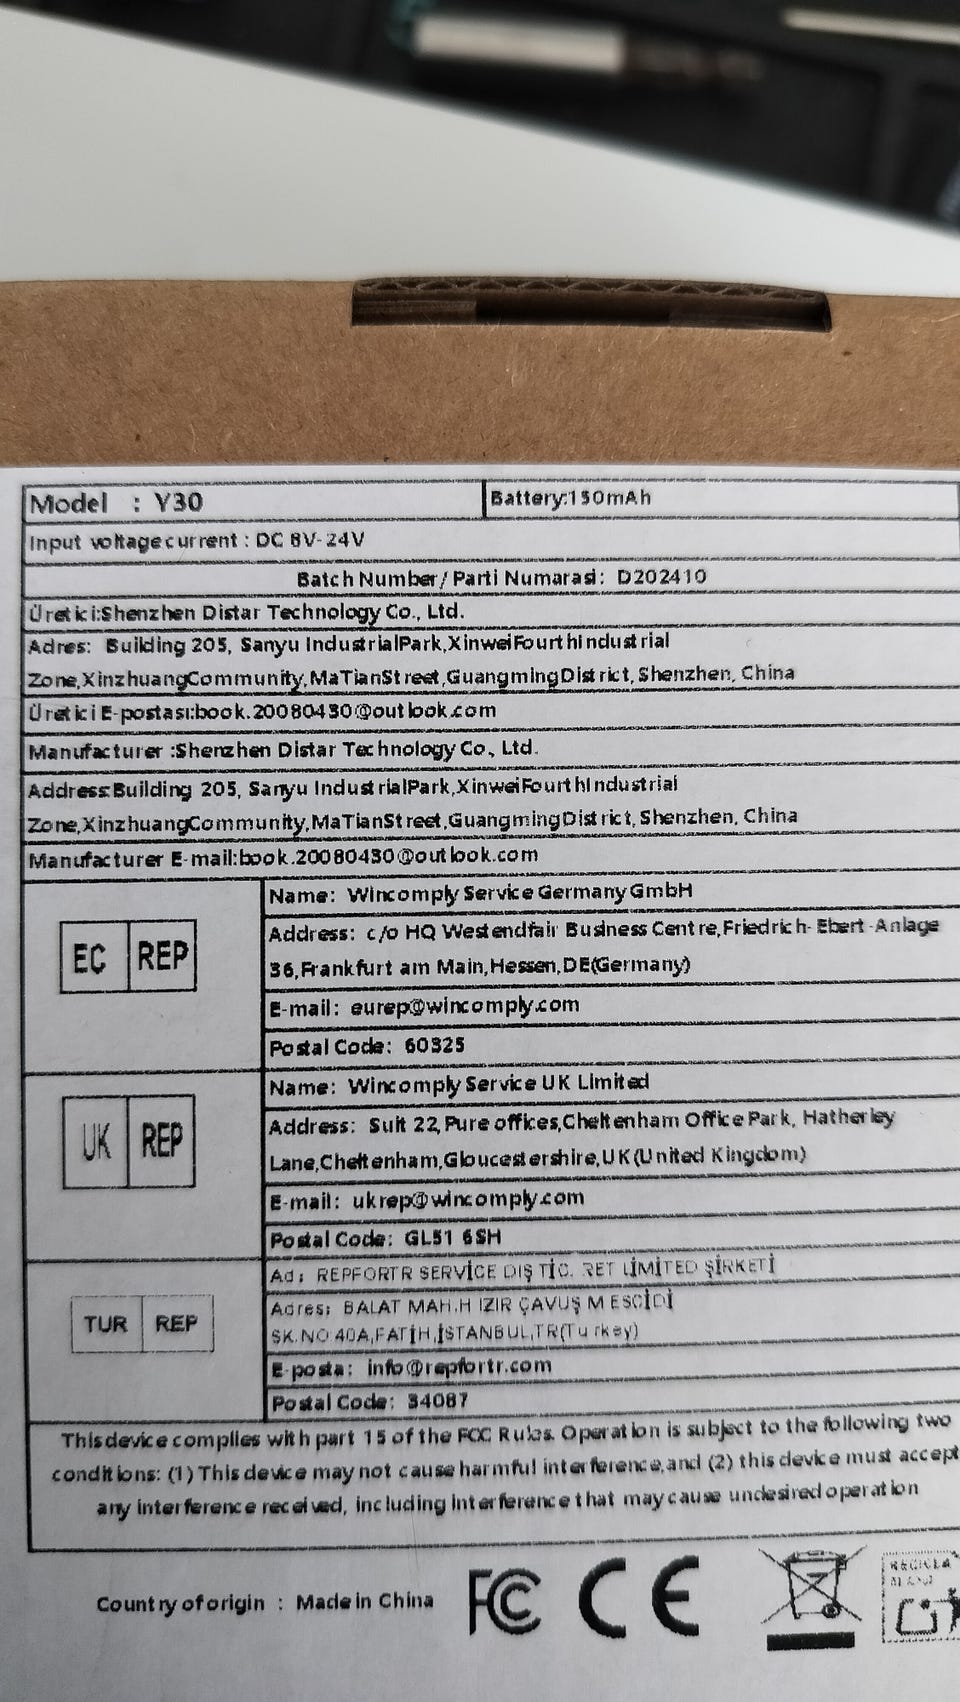 Model : Y30
Battery:150mAh
Input voltage current : DC 8V-24V
Batch Number/ Parti Numarası: D202410
Üretici:Shenzhen Distar Technology Co., Ltd.
Adres: Building 205, Sanyu IndustrialPark,XinweiFourthIndustrial
Zone,XinzhuangCommunity,MaTianStreet,GuangmingDistrict, Shenzhen, China
Üretici E-postası:book.20080430@outlook.com
Manufacturer :Shenzhen Distar Technology Co., Ltd.
Address:Building 205, Sanyu IndustrialPark,XinweiFourthIndustrial
Zone,XinzhuangCommunity,MaTianStreet,GuangmingDistrict, Shenzhen, China
Manufacturer E-mail:book.20080430@outlook.com
EC REP
Name: Wincomply Service Germany GmbH
Address: c/o HQ Westendfair Business Centre,Friedrich-Ebert-Anlage
36,Frankfurt am Main,Hessen,DE(Germany)
E-mail: eurep@wincomply.com
Postal Code: 60325
UK REP
Name: Wincomply Service UK Limited
Address: Suit 22, Pure offices,Cheltenham Office Park, Hatherley
Lane,Cheltenham,Gloucestershire,UK(United Kingdom)
E-mail: ukrep@wincomply.com
Postal Code: GL51 6SH
TUR REP
Ad: REPFORTR SERVİCE DIŞ TİC. RET LİMİTED ŞİRKETİ
Adres: BALAT MAH.H IZIR ÇAVUŞ MESCİDİ
SK.NO:40A,FATİH,İSTANBUL,TR(Turkey)
E-posta: info@repfortr.com
Postal Code: 34087
This device complies with part 15 of the FCC Rules. Operation is subject to the following two
conditions: (1) This device may not cause harmful interference,and (2) this device must accept
any interference received, including Interference that may cause undesired operation
Country of origin : Made in China
FC CE